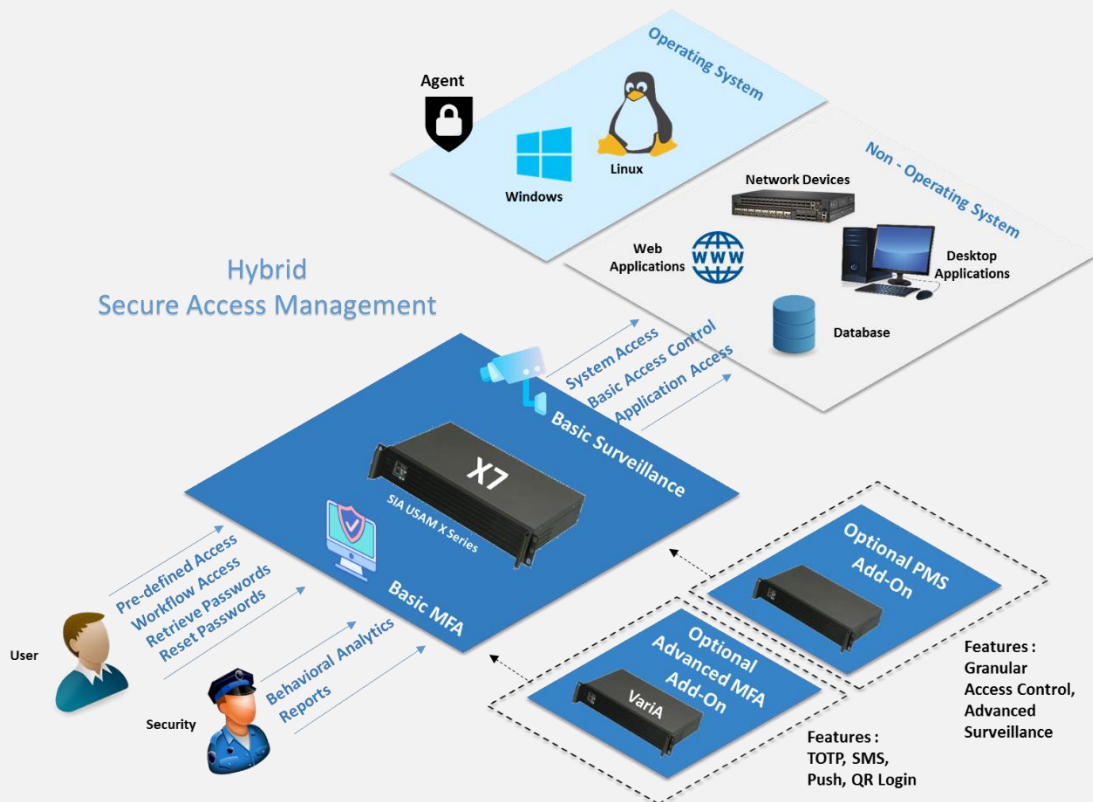 Operating System
Agent
Windows
Linux
Non - Operating System
Network Devices
Web
Applications
WWW
Desktop
Applications
Database
Hybrid
Secure Access Management
System Access
Basic Access Control
Application Access
Basic Surveillance
X7
SIA USAM X Series
Basic MFA
Pre-defined Access
Workflow Access
Retrieve Passwords
Reset Passwords
User
Behavioral Analytics
Reports
Security
Optional PMS
Add-On
Features :
Granular
Access Control,
Advanced
Surveillance
Optional
Advanced MFA
Add-On
VariA
Features :
TOTP, SMS,
Push, QR Login